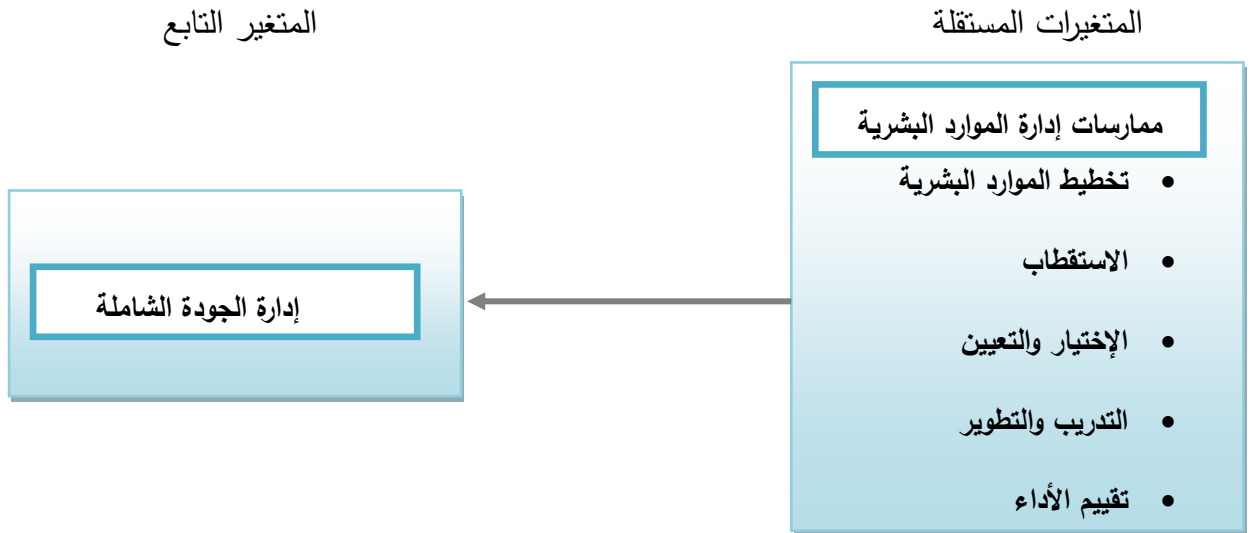 المتغيرات المستقلة
المتغير التابع
ممارسات إدارة الموارد البشرية
• تخطيط الموارد البشرية
• الاستقطاب
• الإختيار والتعيين
• التدريب والتطوير
• تقييم الأداء
إدارة الجودة الشاملة